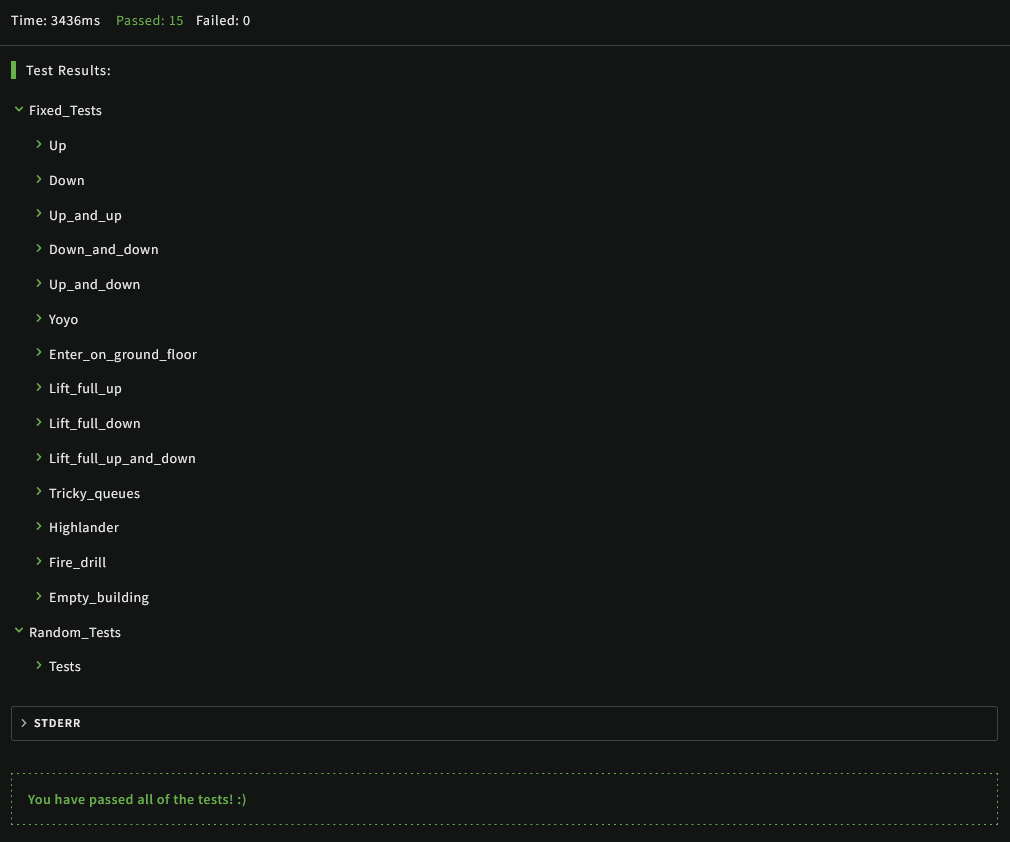 Time: 3436ms Passed: 15 Failed: 0
Test Results:
Fixed_Tests
Up
Down
Up_and_up
Down_and_down
Up_and_down
Yoyo
Enter_on_ground_floor
Lift_full_up
Lift_full_down
Lift_full_up_and_down
Tricky_queues
Highlander
Fire_drill
Empty_building
Random_Tests
Tests
STDERR
You have passed all of the tests! :)